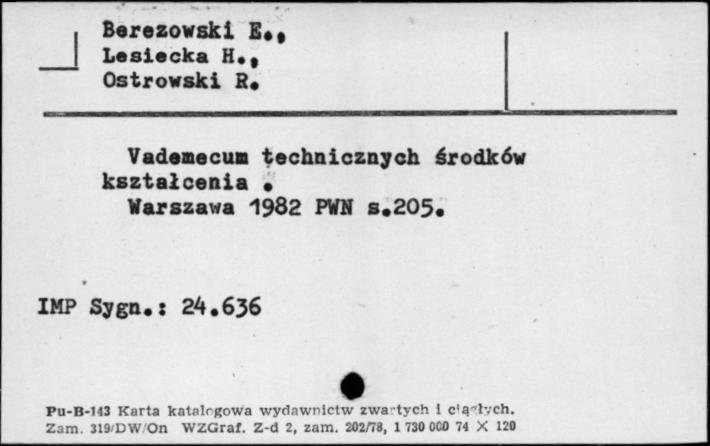 Berezowski E.,
Lesiecka H.,
Ostrowski R.
Vademecum technicznych środków
kształcenia .
Warszawa 1982 PWN s.205.
IMP Sygn.: 24.636
Pu-B-143 Karta katalogowa wydawnictw zwartych i ciągłych.
Zam. 319/DW/On WZGraf. Z-d 2, zam. 202/78, 1 730 000 74 X 120